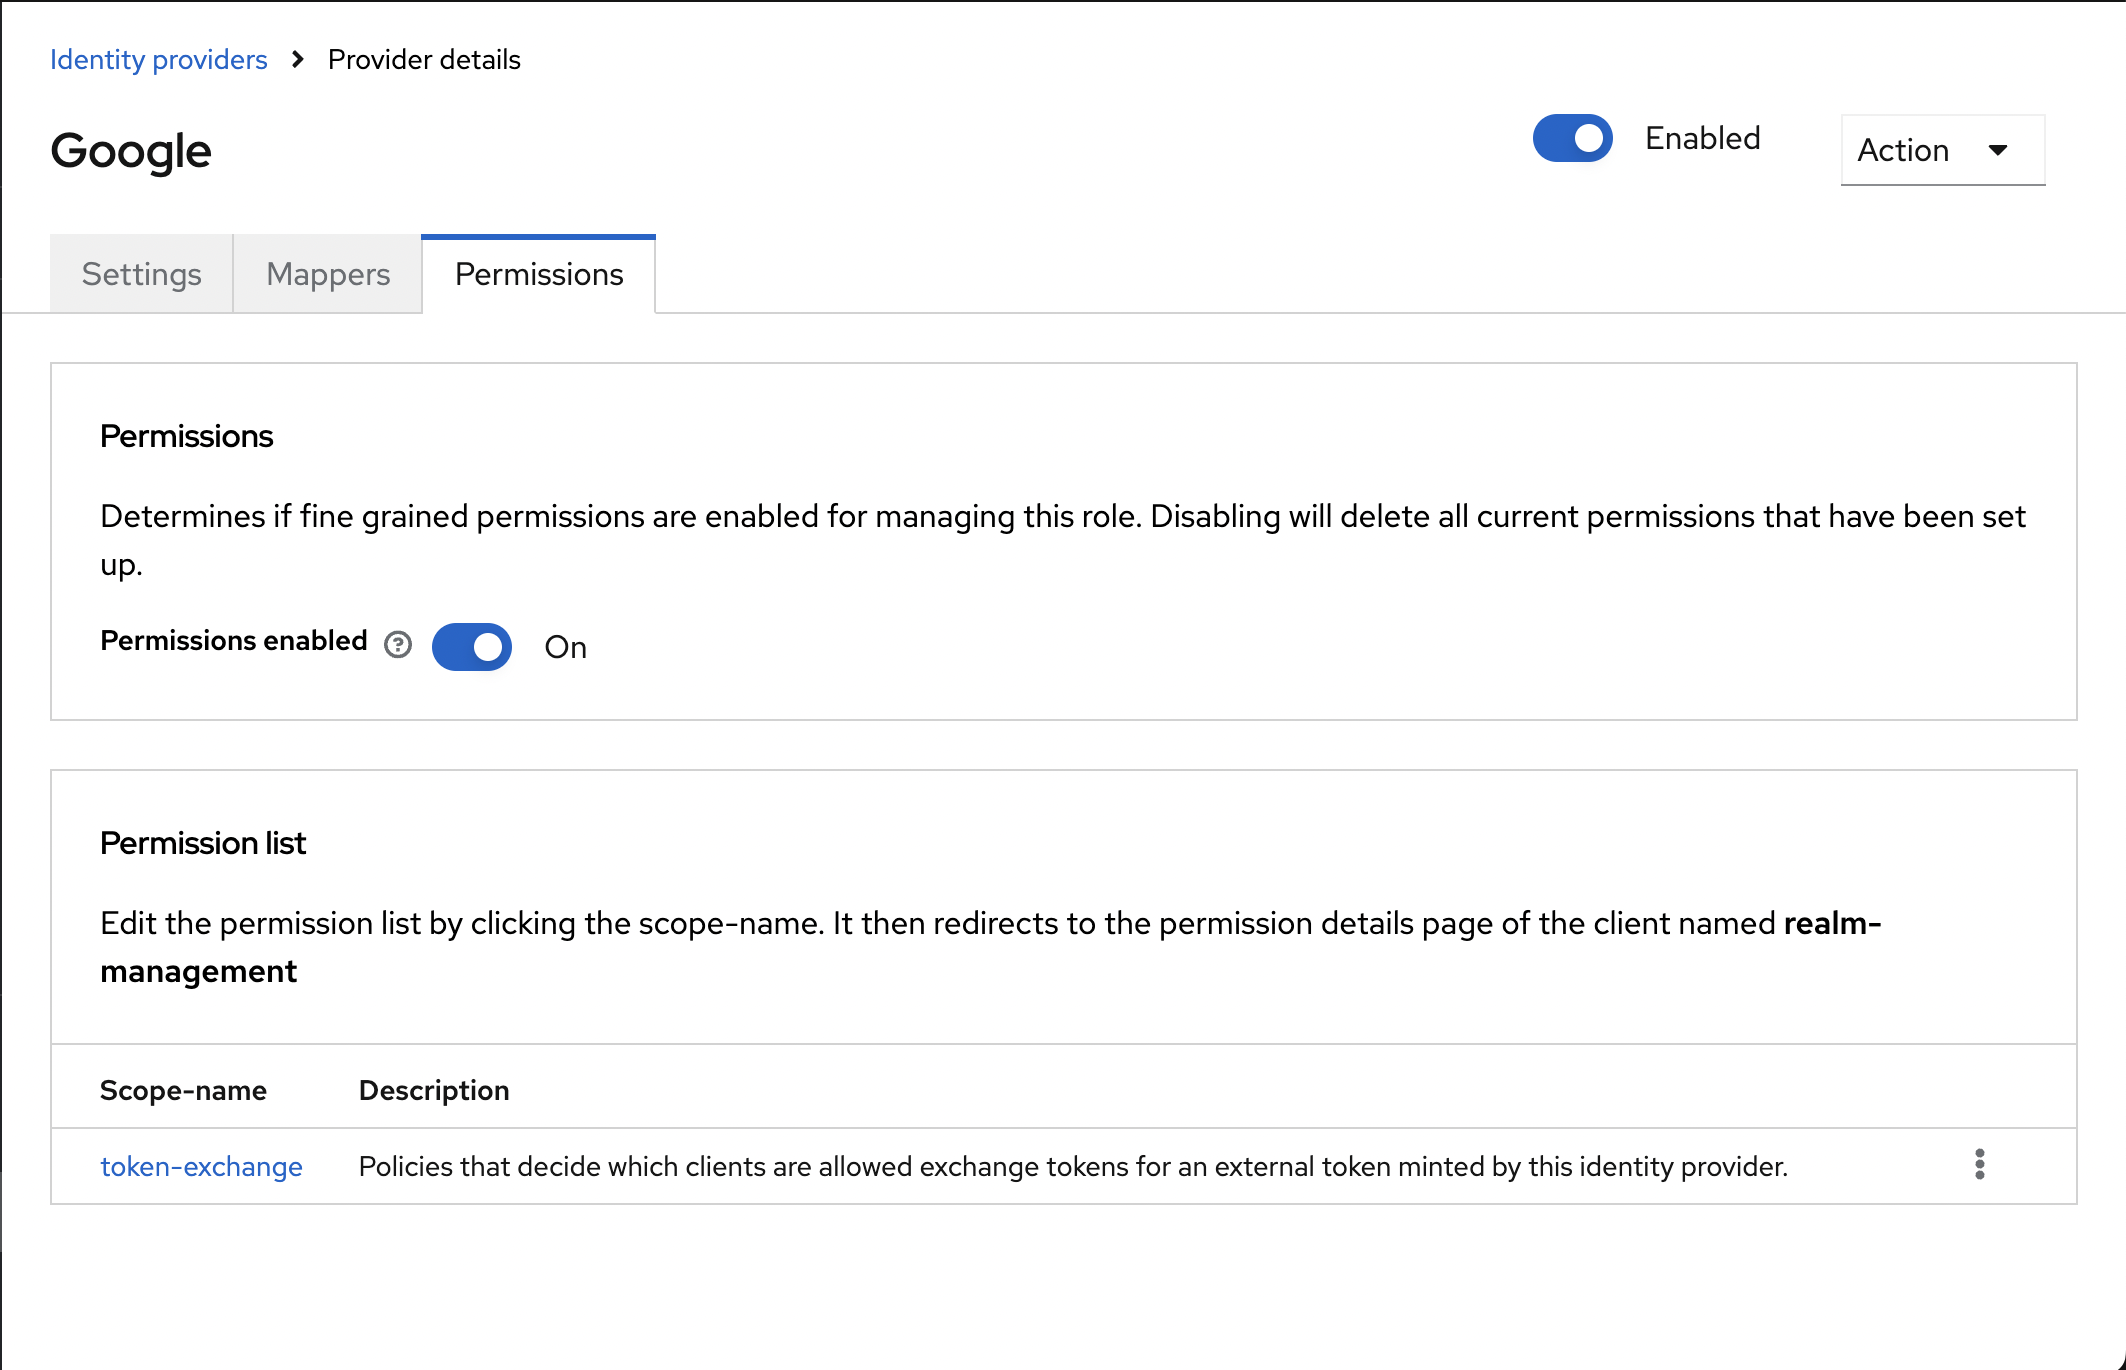 Identity providers Provider details
Google
Enabled
Action
Settings Mappers Permissions
Permissions
Determines if fine grained permissions are enabled for managing this role. Disabling will delete all current permissions that have been set
up.
Permissions enabled On
Permission list
Edit the permission list by clicking the scope-name. It then redirects to the permission details page of the client named realm-
management
Scope-name Description
token-exchange Policies that decide which clients are allowed exchange tokens for an external token minted by this identity provider.